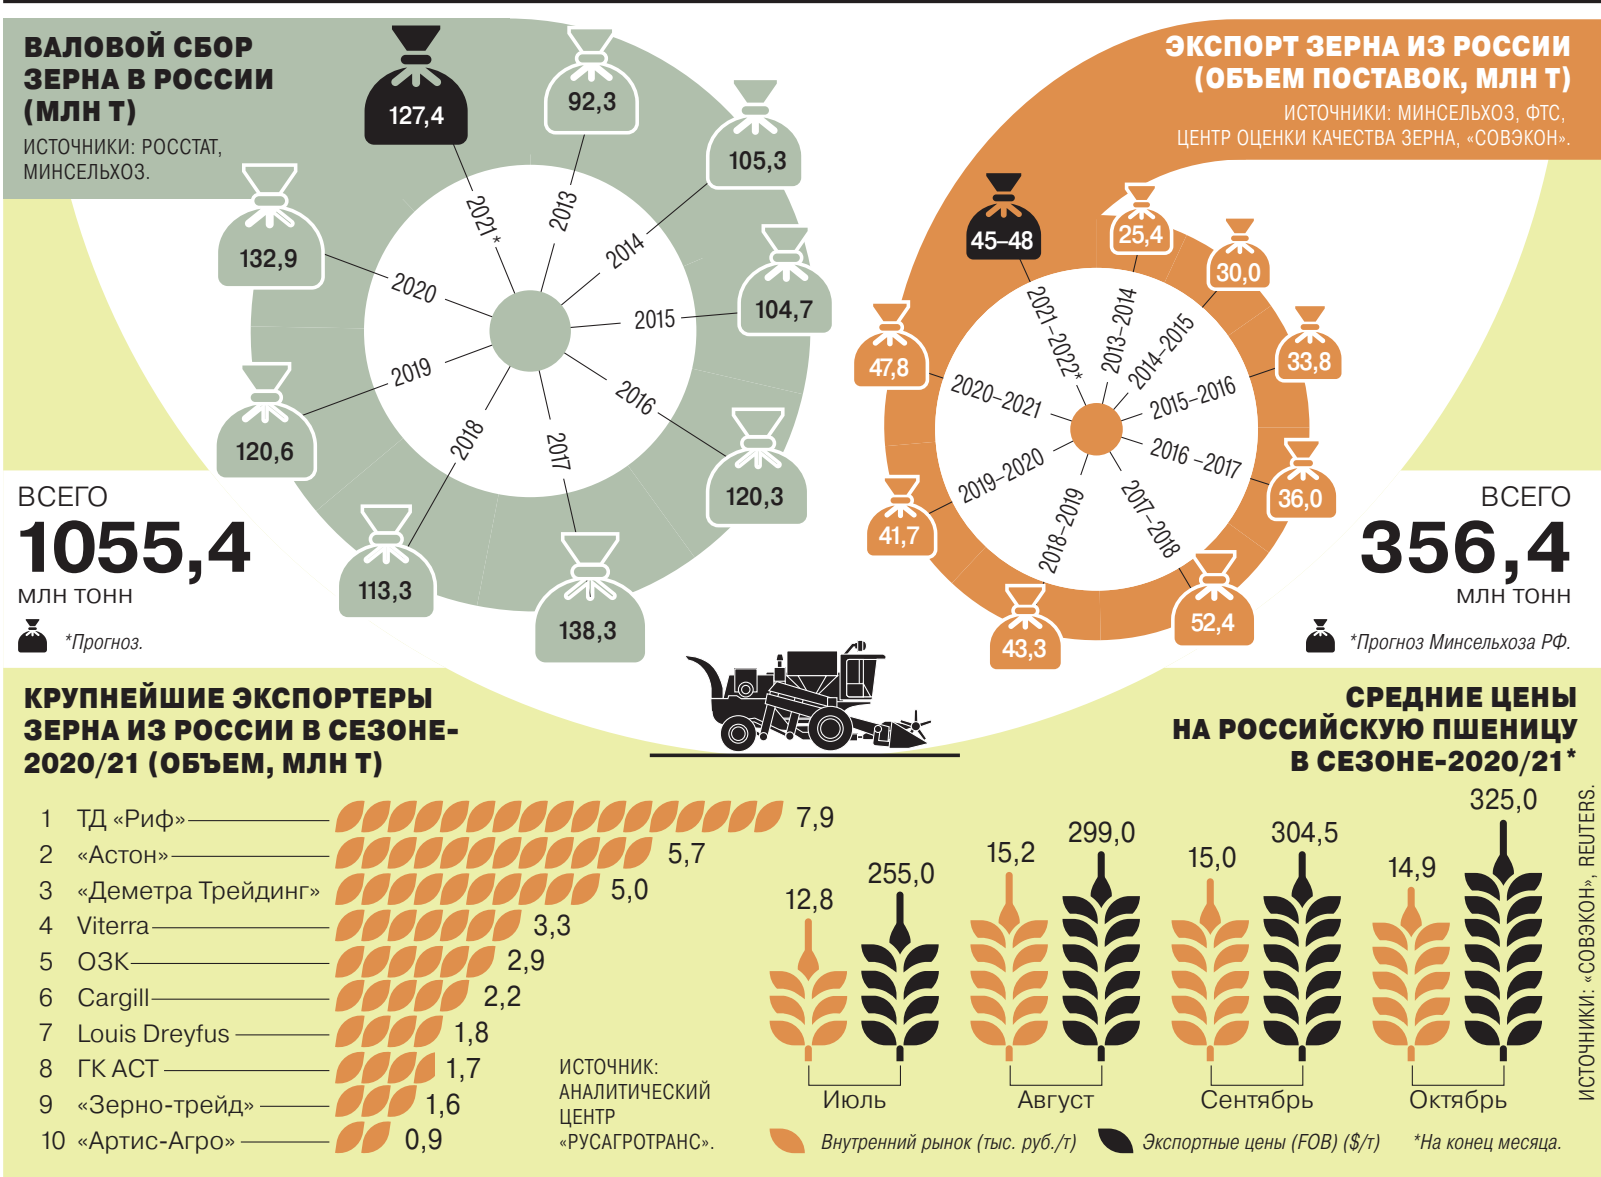 ВАЛОВОЙ СБОР
ЗЕРНА В РОССИИ
(МЛН Т)
ИСТОЧНИКИ: РОССТАТ,
МИНСЕЛЬХОЗ.
127,4
92,3
105,3
104,7
120,3
138,3
113,3
120,6
132,9
2021*
2013
2014
2015
2016
2017
2018
2019
2020
ВСЕГО
1055,4
МЛН ТОНН
*Прогноз.
ЭКСПОРТ ЗЕРНА ИЗ РОССИИ
(ОБЪЕМ ПОСТАВОК, МЛН Т)
ИСТОЧНИКИ: МИНСЕЛЬХОЗ, ФТС,
ЦЕНТР ОЦЕНКИ КАЧЕСТВА ЗЕРНА, «СОВЭКОН».
45–48
25,4
30,0
33,8
36,0
52,4
43,3
41,7
47,8
2021–2022*
2013–2014
2014–2015
2015–2016
2016 –2017
2017–2018
2018–2019
2019–2020
2020–2021
ВСЕГО
356,4
МЛН ТОНН
*Прогноз Минсельхоза РФ.
КРУПНЕЙШИЕ ЭКСПОРТЕРЫ
ЗЕРНА ИЗ РОССИИ В СЕЗОНЕ-
2020/21 (ОБЪЕМ, МЛН Т)
1 ТД «Риф» 7,9
2 «Астон» 5,7
3 «Деметра Трейдинг» 5,0
4 Viterra 3,3
5 ОЗК 2,9
6 Cargill 2,2
7 Louis Dreyfus 1,8
8 ГК АСТ 1,7
9 «Зерно-трейд» 1,6
10 «Артис-Агро» 0,9
ИСТОЧНИК:
АНАЛИТИЧЕСКИЙ
ЦЕНТР
«РУСАГРОТРАНС».
СРЕДНИЕ ЦЕНЫ
НА РОССИЙСКУЮ ПШЕНИЦУ
В СЕЗОНЕ-2020/21*
12,8
255,0
15,2
299,0
15,0
304,5
14,9
325,0
Июль
Август
Сентябрь
Октябрь
Внутренний рынок (тыс. руб./т)
Экспортные цены (FOB) ($/т)
*На конец месяца.
ИСТОЧНИКИ: «СОВЭКОН», REUTERS.